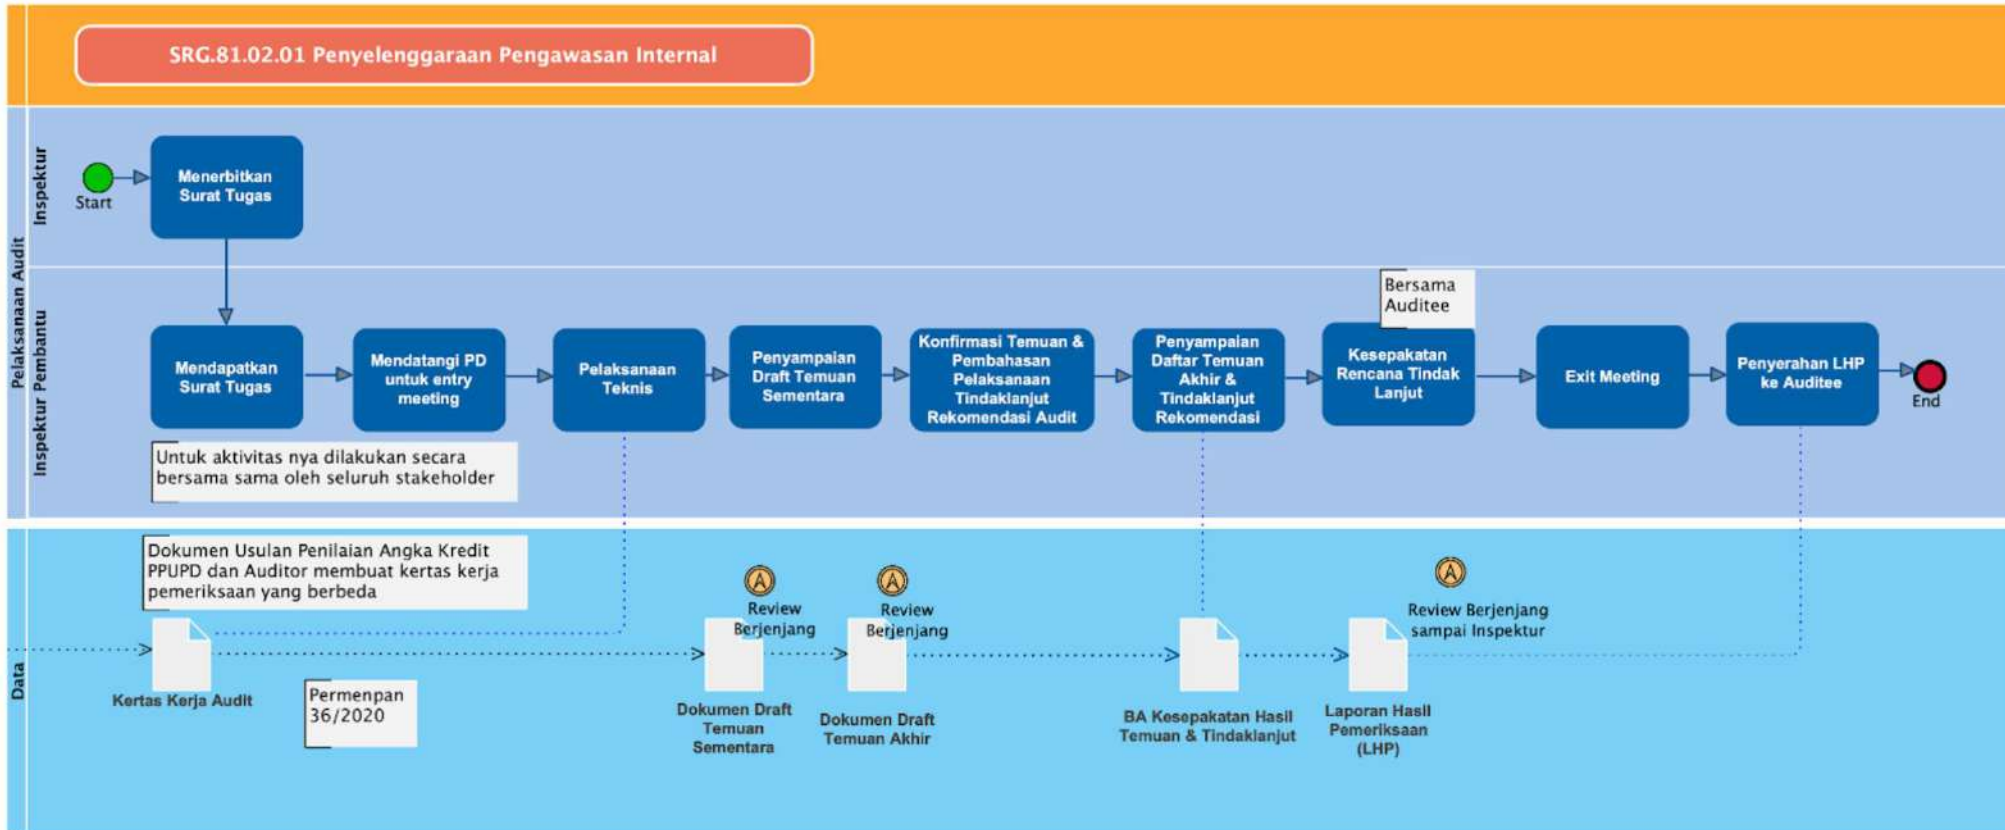 SRG.81.02.01 Penyelenggaraan Pengawasan Internal
Pelaksanaan Audit
Inspektur
Start
Menerbitkan
Surat Tugas
Inspektur Pembantu
Mendapatkan
Surat Tugas
Mendatangi PD
untuk entry
meeting
Pelaksanaan
Teknis
Penyampaian
Draft Temuan
Sementara
Konfirmasi Temuan &
Pembahasan
Pelaksanaan
Tindaklanjut
Rekomendasi Audit
Penyampaian
Daftar Temuan
Akhir &
Tindaklanjut
Rekomendasi
Bersama
Auditee
Kesepakatan
Rencana Tindak
Lanjut
Exit Meeting
Penyerahan LHP
ke Auditee
End
Untuk aktivitas nya dilakukan secara
bersama sama oleh seluruh stakeholder
Data
Dokumen Usulan Penilaian Angka Kredit
PPUPD dan Auditor membuat kertas kerja
pemeriksaan yang berbeda
Kertas Kerja Audit
Permenpan
36/2020
A
Review
Berjenjang
Dokumen Draft
Temuan
Sementara
A
Review
Berjenjang
Dokumen Draft
Temuan Akhir
BA Kesepakatan Hasil
Temuan & Tindaklanjut
A
Review Berjenjang
sampai Inspektur
Laporan Hasil
Pemeriksaan
(LHP)